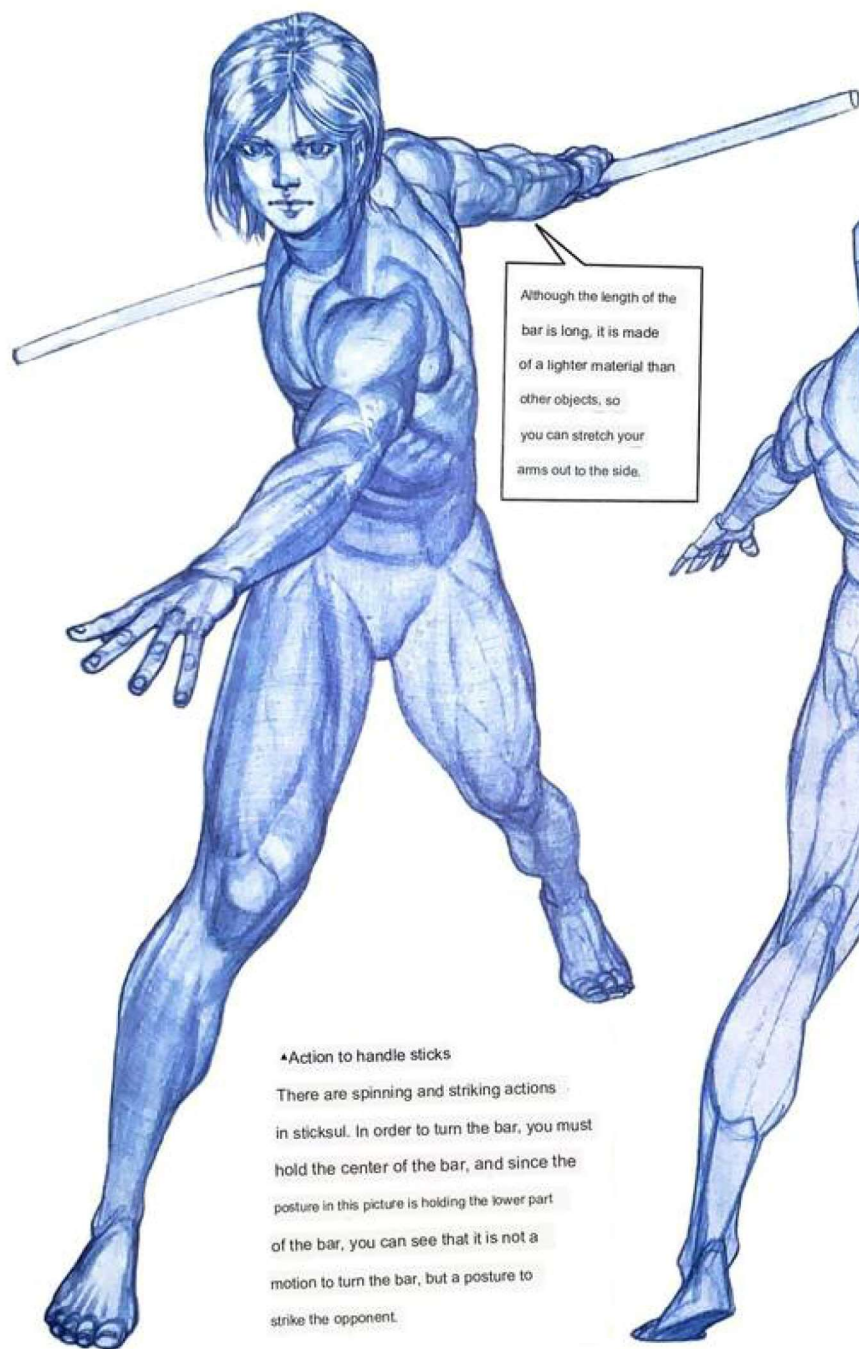 Although the length of the
bar is long, it is made
of a lighter material than
other objects, so
you can stretch your
arms out to the side.
▲Action to handle sticks
There are spinning and striking actions
in sticksul. In order to turn the bar, you must
hold the center of the bar, and since the
posture in this picture is holding the lower part
of the bar, you can see that it is not a
motion to turn the bar, but a posture to
strike the opponent.